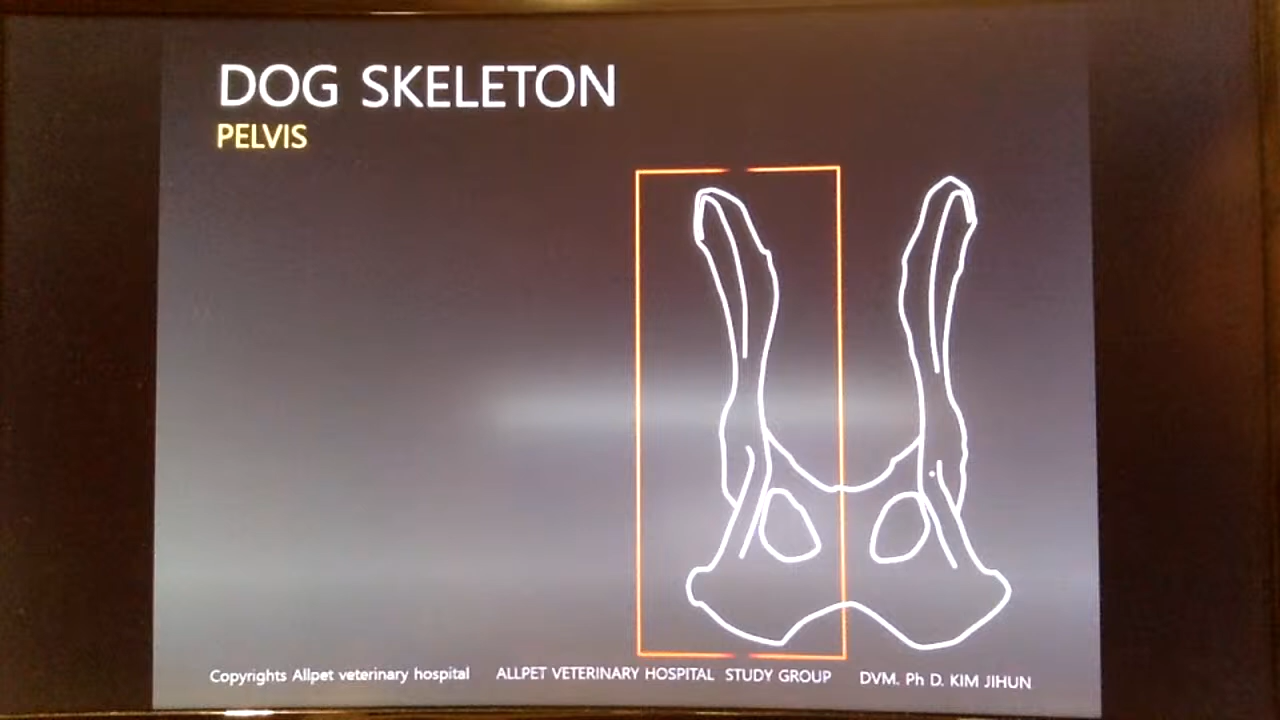 DOG SKELETON
PELVIS
Copyrights Allpet veterinary hospital ALLPET VETERINARY HOSPITAL STUDY GROUP DVM. Ph D. KIM JIHUN